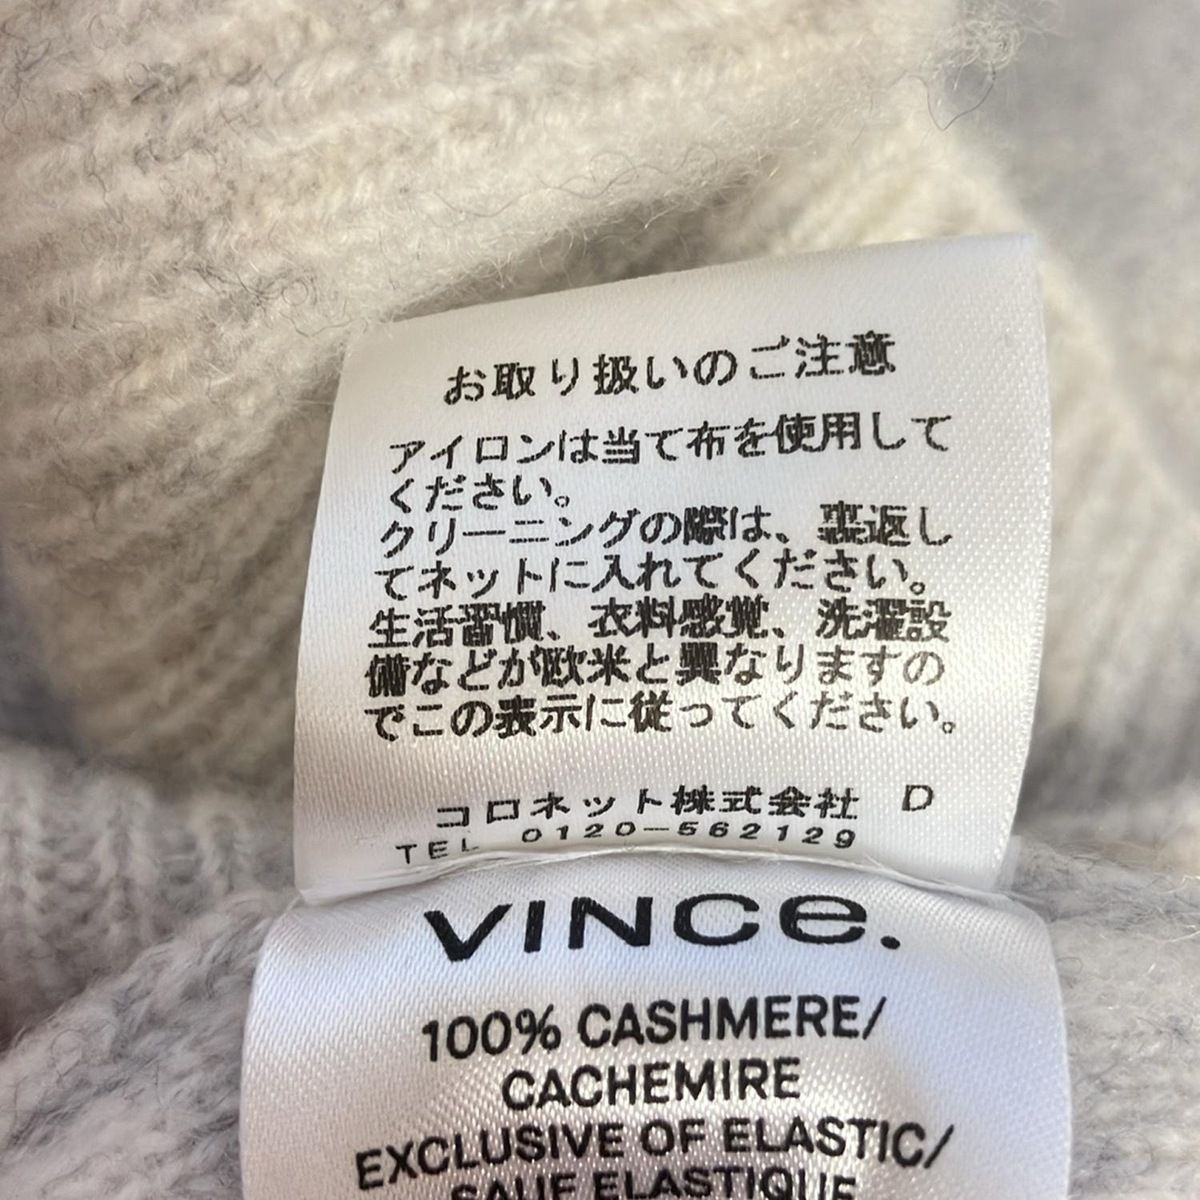 お取り扱いのご注意
アイロンは当て布を使用して
ください。
クリーニングの際は、裏返し
てネットに入れてください。
生活習慣、衣料感覚、洗濯設
備などが欧米と異なりますの
でこの表示に従ってください。
コロネット株式会社 D
TEL 0120-562129
VINCe.
100% CASHMERE/
CACHEMIRE
EXCLUSIVE OF ELASTIC/
SAUF ELASTIQUE